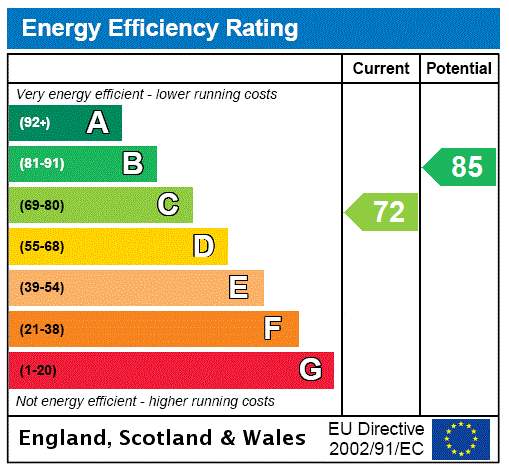 Energy Efficiency Rating
Current Potential
Very energy efficient - lower running costs
(92+) A
(81-91) B
85
(69-80) C
72
(55-68) D
(39-54) E
(21-38) F
(1-20) G
Not energy efficient - higher running costs
England, Scotland & Wales
EU Directive
2002/91/EC